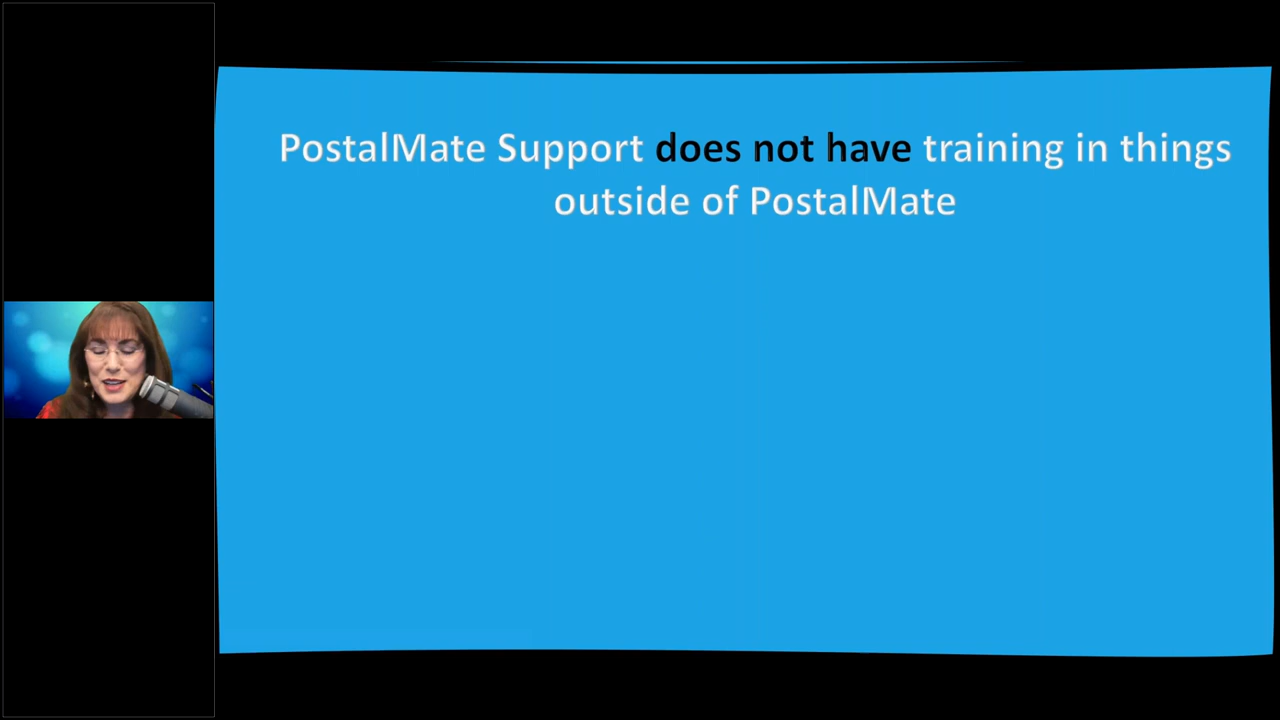 PostalMate Support does not have training in things
outside of PostalMate